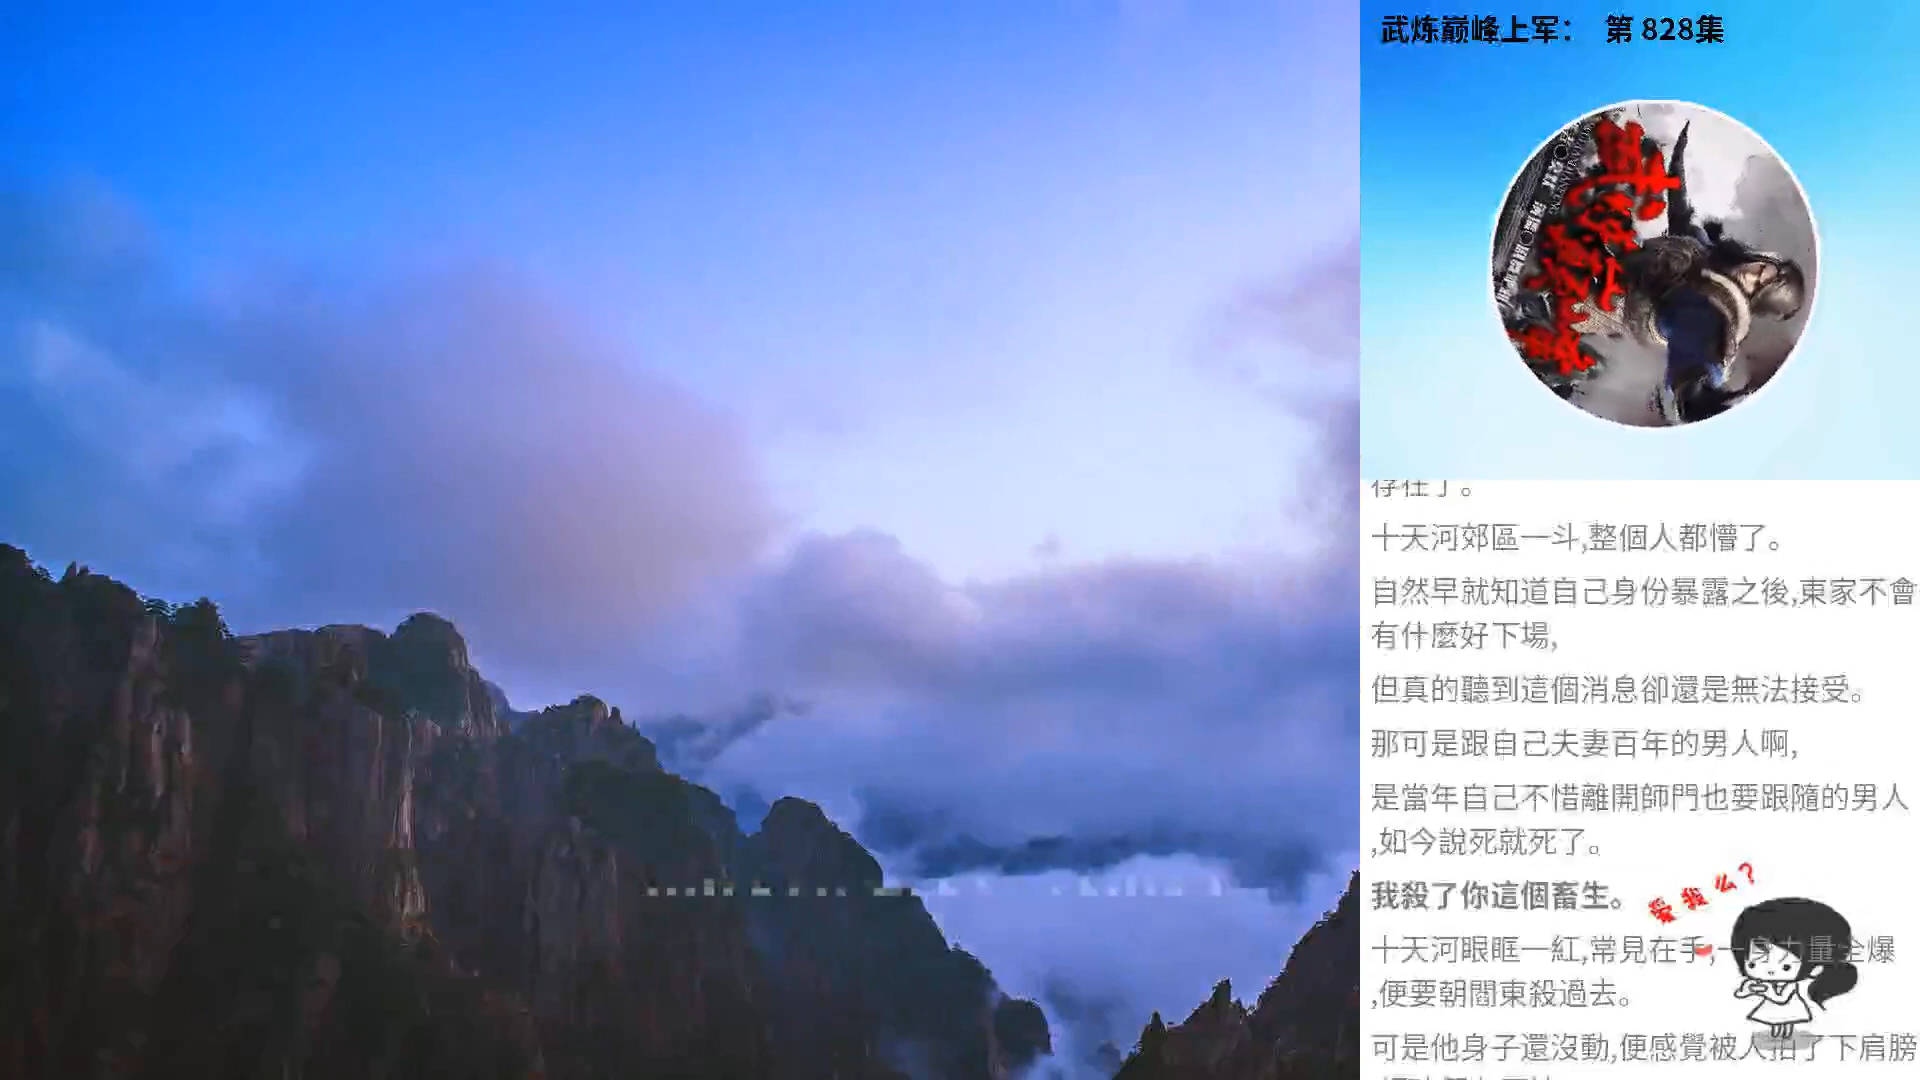 武炼巅峰上军： 第 828集
存在了。
十天河郊區一斗,整個人都懵了。
自然早就知道自己身份暴露之後,東家不會
有什麼好下場,
但真的聽到這個消息卻還是無法接受。
那可是跟自己夫妻百年的男人啊,
是當年自己不惜離開師門也要跟隨的男人
,如今說死就死了。
我殺了你這個畜生。
愛我么？
十天河眼眶一紅,常見在手,一身力量全爆
,便要朝閻東殺過去。
可是他身子還沒動,便感覺被人拍了下肩膀